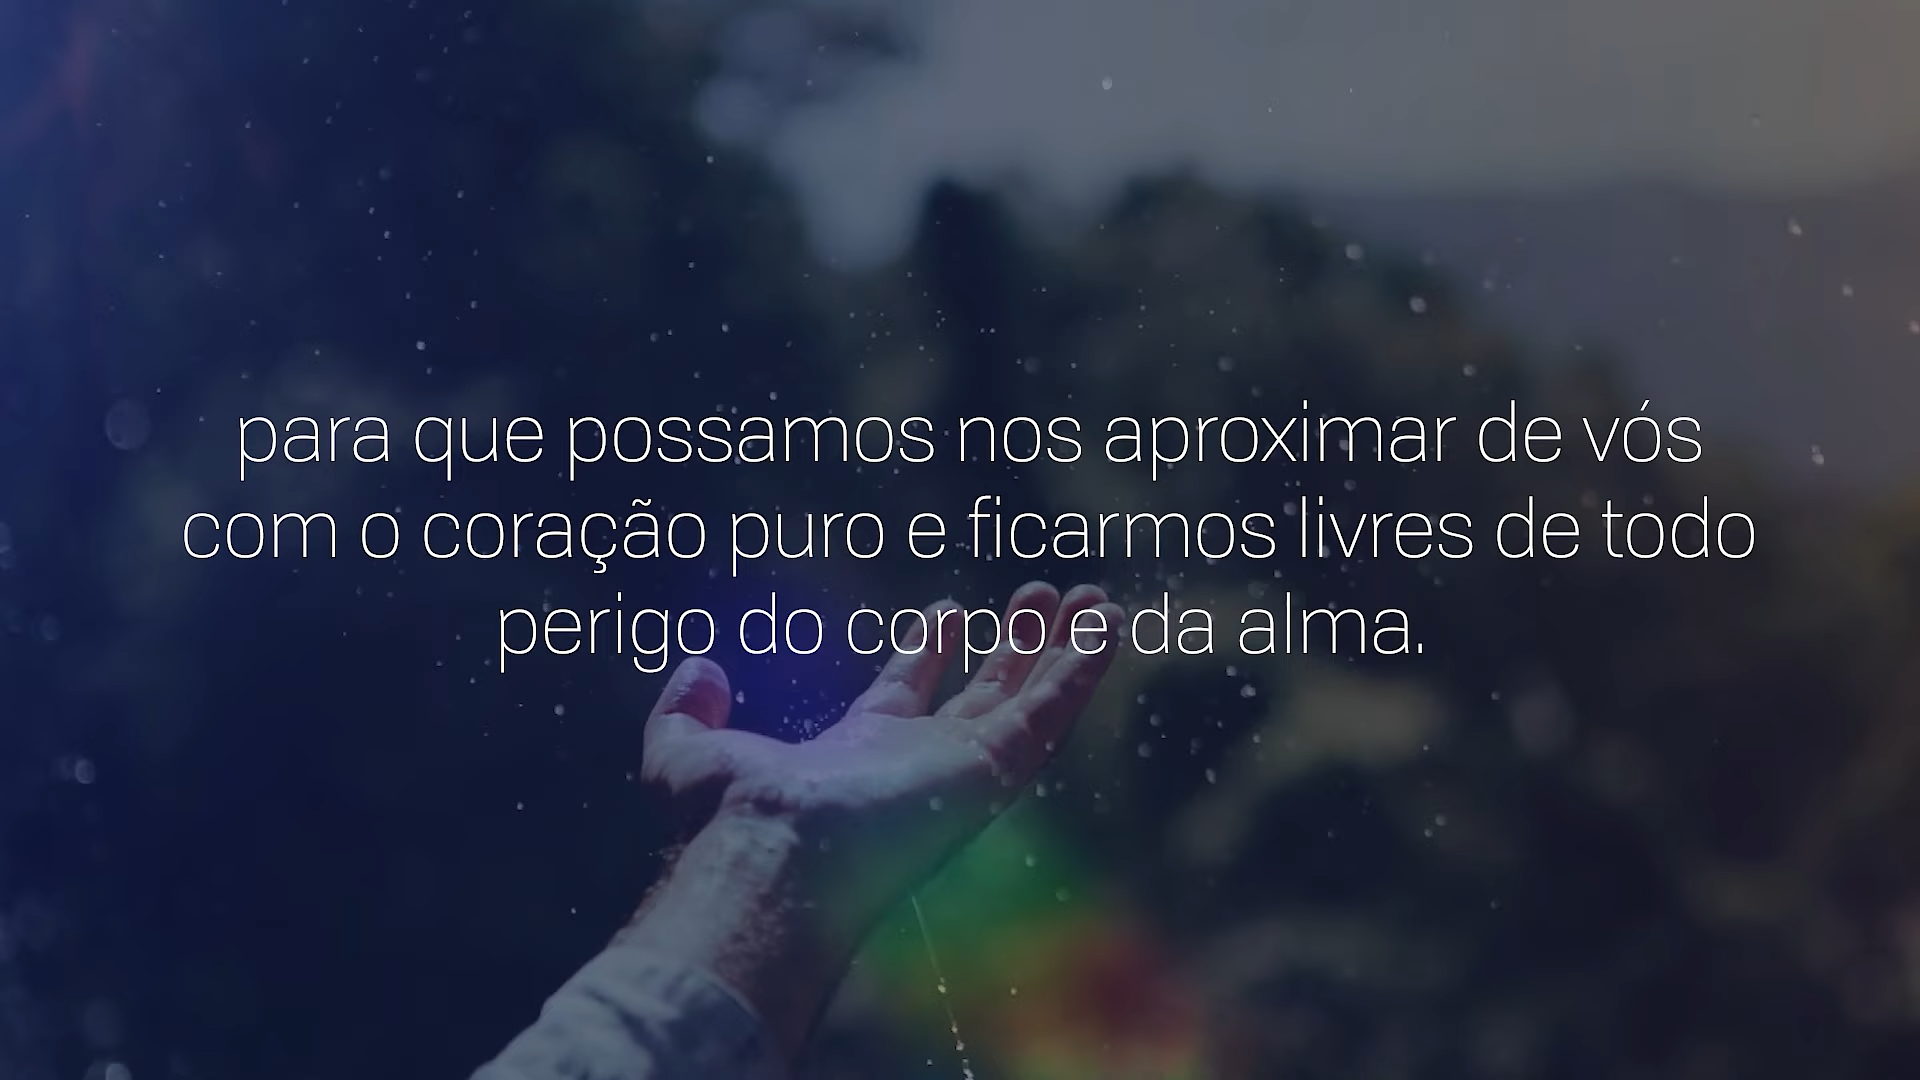 para que possamos nos aproximar de vós
com o coração puro e ficarmos livres de todo
perigo do corpo e da alma.